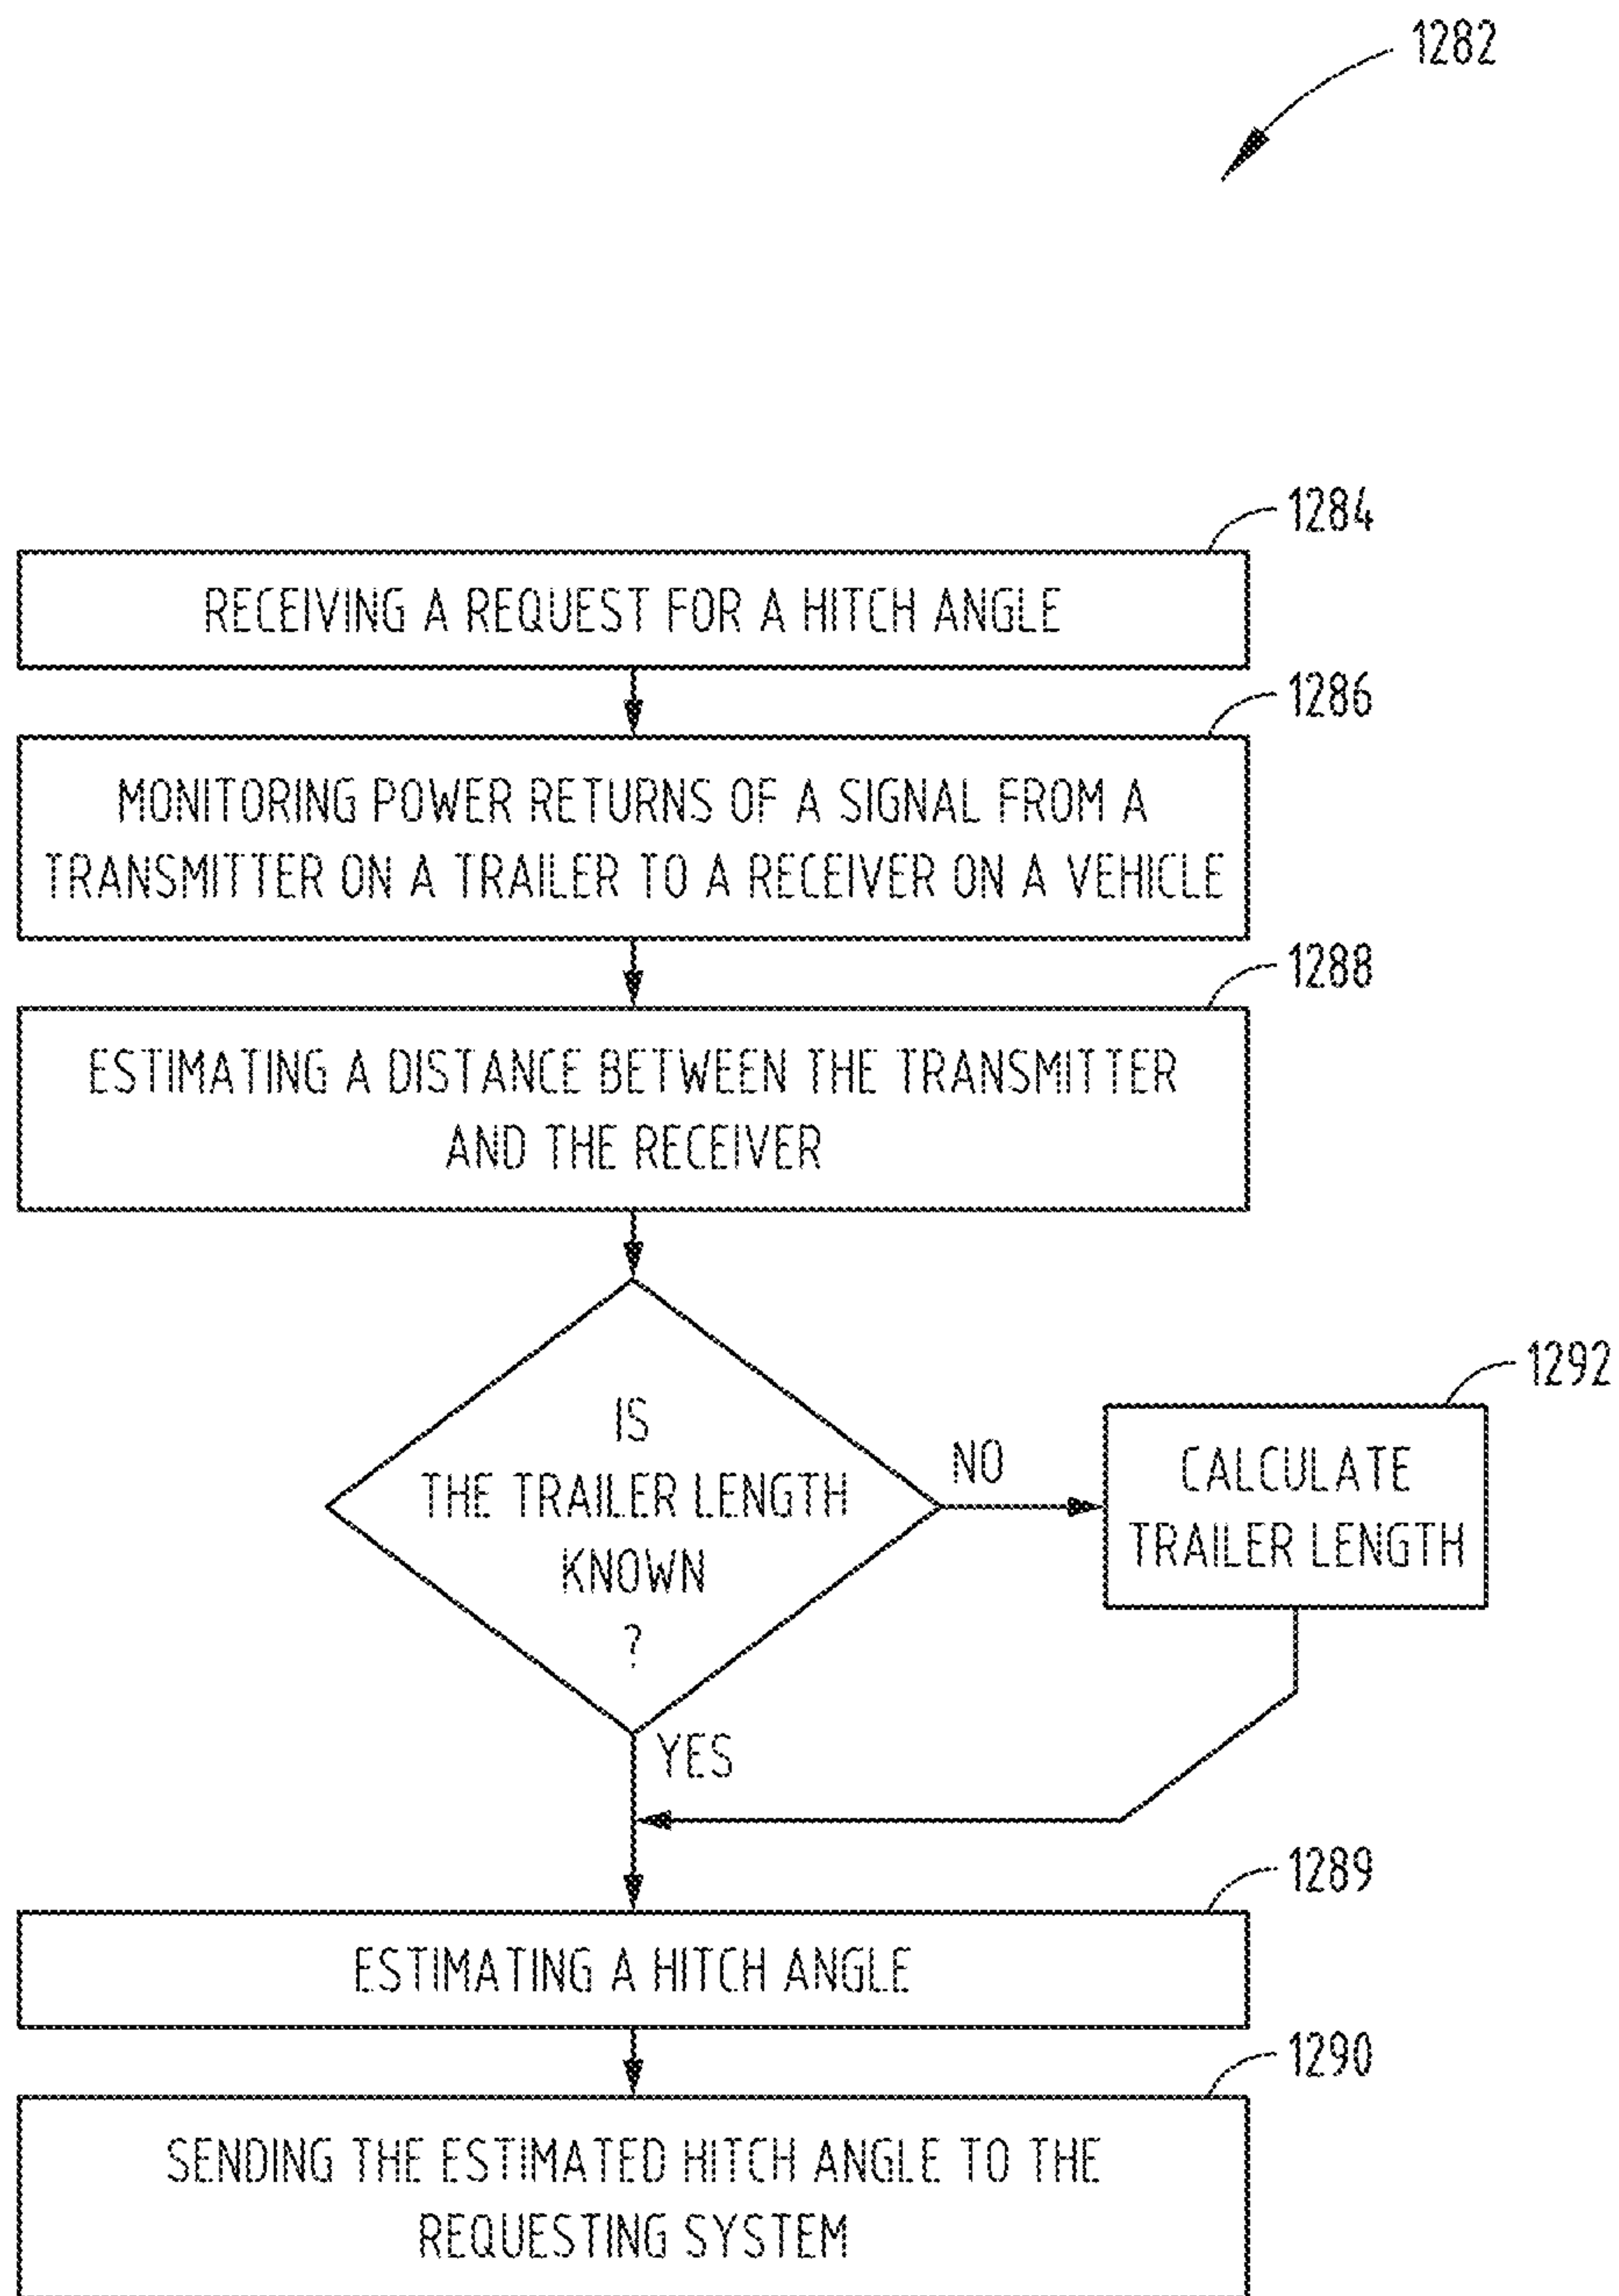 1282
1284
RECEIVING A REQUEST FOR A HITCH ANGLE
1286
MONITORING POWER RETURNS OF A SIGNAL FROM A
TRANSMITTER ON A TRAILER TO A RECEIVER ON A VEHICLE
1288
ESTIMATING A DISTANCE BETWEEN THE TRANSMITTER
AND THE RECEIVER
IS
THE TRAILER LENGTH
KNOWN
?
NO
1292
CALCULATE
TRAILER LENGTH
YES
1289
ESTIMATING A HITCH ANGLE
1290
SENDING THE ESTIMATED HITCH ANGLE TO THE
REQUESTING SYSTEM